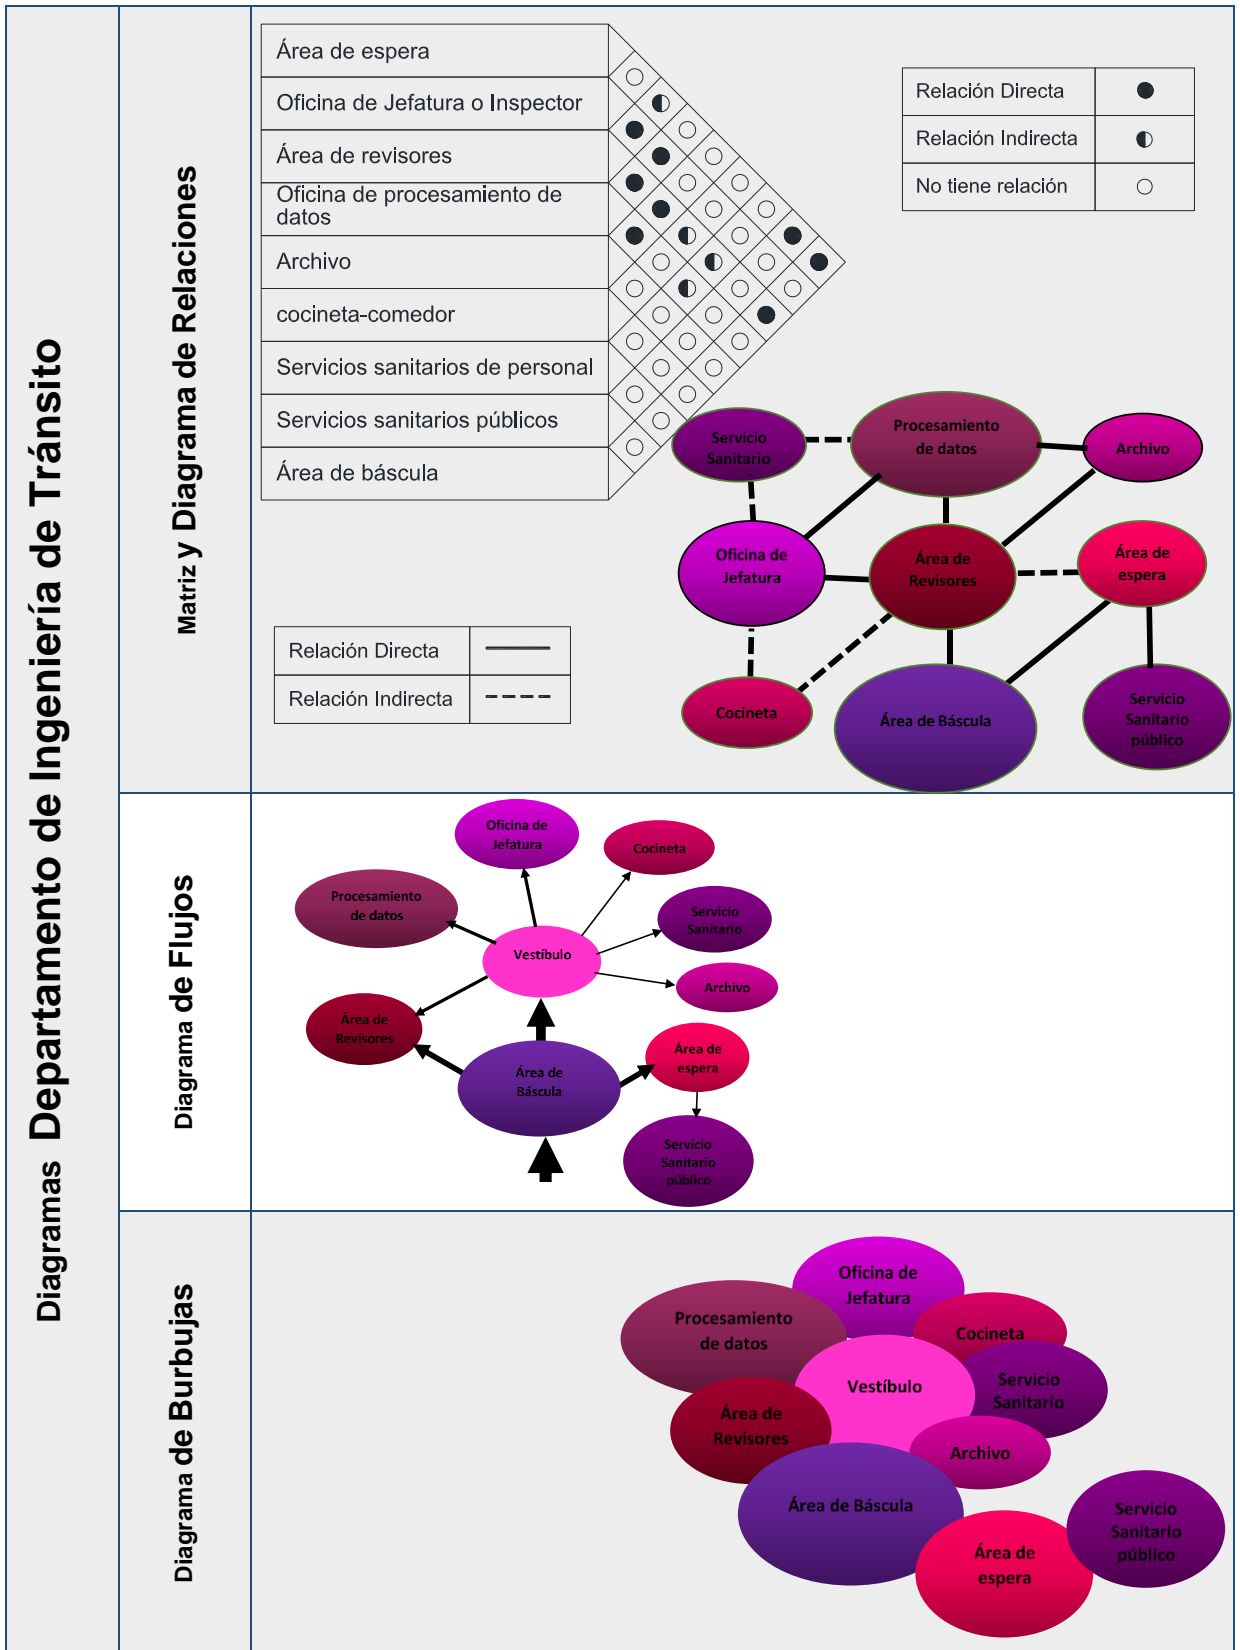 Diagramas Departamento de Ingeniería de Tránsito
Matriz y Diagrama de Relaciones
Área de espera
Oficina de Jefatura o Inspector
Área de revisores
Oficina de procesamiento de
datos
Archivo
cocineta-comedor
Servicios sanitarios de personal
Servicios sanitarios públicos
Área de báscula
Relación Directa
Relación Indirecta
No tiene relación
Servicio
Sanitario
Procesamiento
de datos
Archivo
Oficina de
Jefatura
Área de
Revisores
Área de
espera
Cocineta
Área de Báscula
Servicio
Sanitario
público
Relación Directa
Relación Indirecta
Diagrama de Flujos
Oficina de
Jefatura
Cocineta
Procesamiento
de datos
Servicio
Sanitario
Vestíbulo
Archivo
Área de
Revisores
Área de
espera
Área de
Báscula
Servicio
Sanitario
público
Diagrama de Burbujas
Oficina de
Jefatura
Procesamiento
de datos
Cocineta
Vestíbulo
Servicio
Sanitario
Área de
Revisores
Archivo
Área de Báscula
Servicio
Sanitario
público
Área de
espera